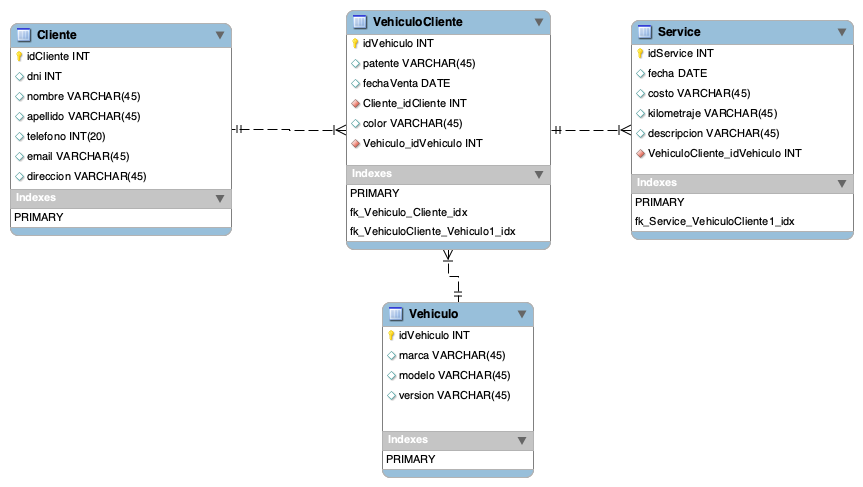 Cliente
idCliente INT
dni INT
nombre VARCHAR(45)
apellido VARCHAR(45)
telefono INT(20)
email VARCHAR(45)
direccion VARCHAR(45)
Indexes
PRIMARY
VehiculoCliente
idVehiculo INT
patente VARCHAR(45)
fechaVenta DATE
Cliente_idCliente INT
color VARCHAR(45)
Vehiculo_idVehiculo INT
Indexes
PRIMARY
fk_Vehiculo_Cliente_idx
fk_VehiculoCliente_Vehiculo1_idx
Service
idService INT
fecha DATE
costo VARCHAR(45)
kilometraje VARCHAR(45)
descripcion VARCHAR(45)
VehiculoCliente_idVehiculo INT
Indexes
PRIMARY
fk_Service_VehiculoCliente1_idx
Vehiculo
idVehiculo INT
marca VARCHAR(45)
modelo VARCHAR(45)
version VARCHAR(45)
Indexes
PRIMARY